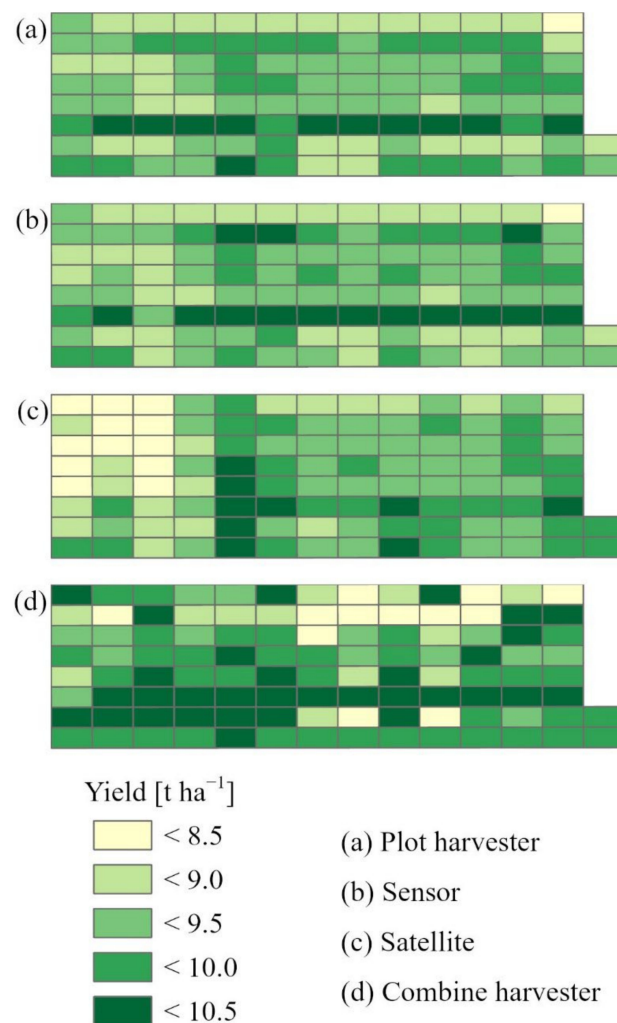 (a)
(b)
(c)
(d)
Yield [t ha⁻¹]
< 8.5
< 9.0
< 9.5
< 10.0
< 10.5
(a) Plot harvester
(b) Sensor
(c) Satellite
(d) Combine harvester